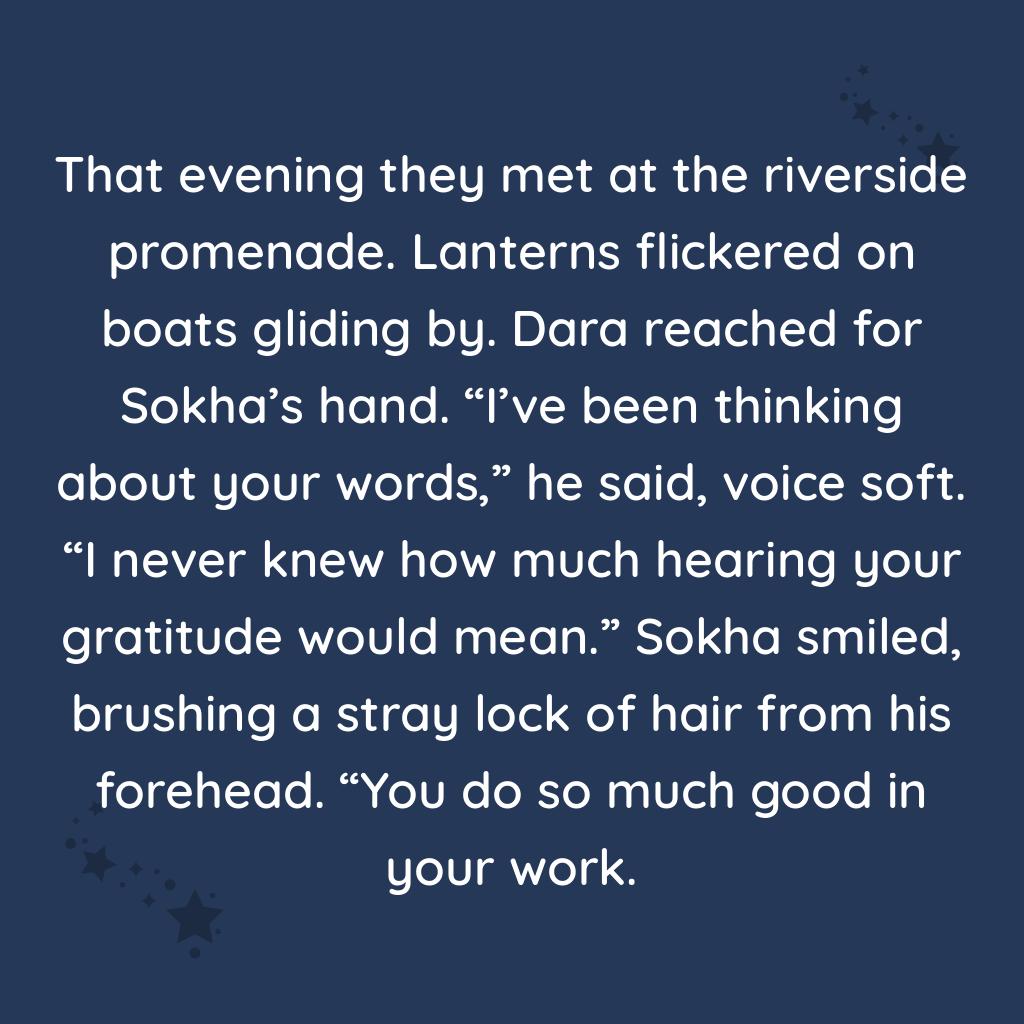 That evening they met at the riverside
promenade. Lanterns flickered on
boats gliding by. Dara reached for
Sokha’s hand. “I’ve been thinking
about your words,” he said, voice soft.
“I never knew how much hearing your
gratitude would mean.” Sokha smiled,
brushing a stray lock of hair from his
forehead. “You do so much good in
your work.